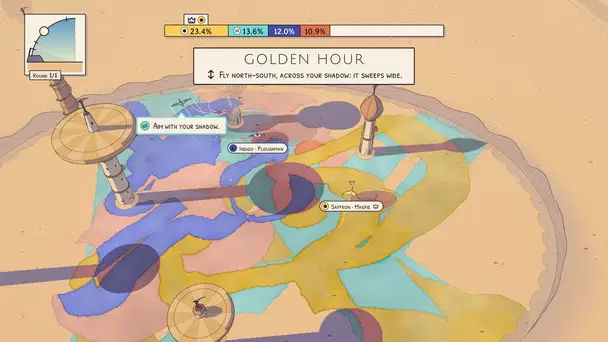 23.4%
13.6%
12.0%
10.9%
GOLDEN HOUR
FLY NORTH-SOUTH, ACROSS YOUR SHADOW: IT SWEEPS WIDE.
ROUND 1/1
AIM WITH YOUR SHADOW.
INDIGO · PLOUGHMAN
SAFFRON · MAGPIE